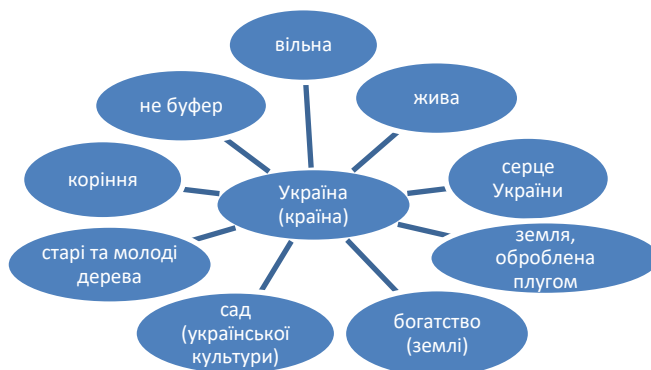 вільна
не буфер
жива
коріння
серце
України
Україна
(країна)
старі та молоді
дерева
земля,
оброблена
плугом
сад
(української
культури)
богатство
(землі)